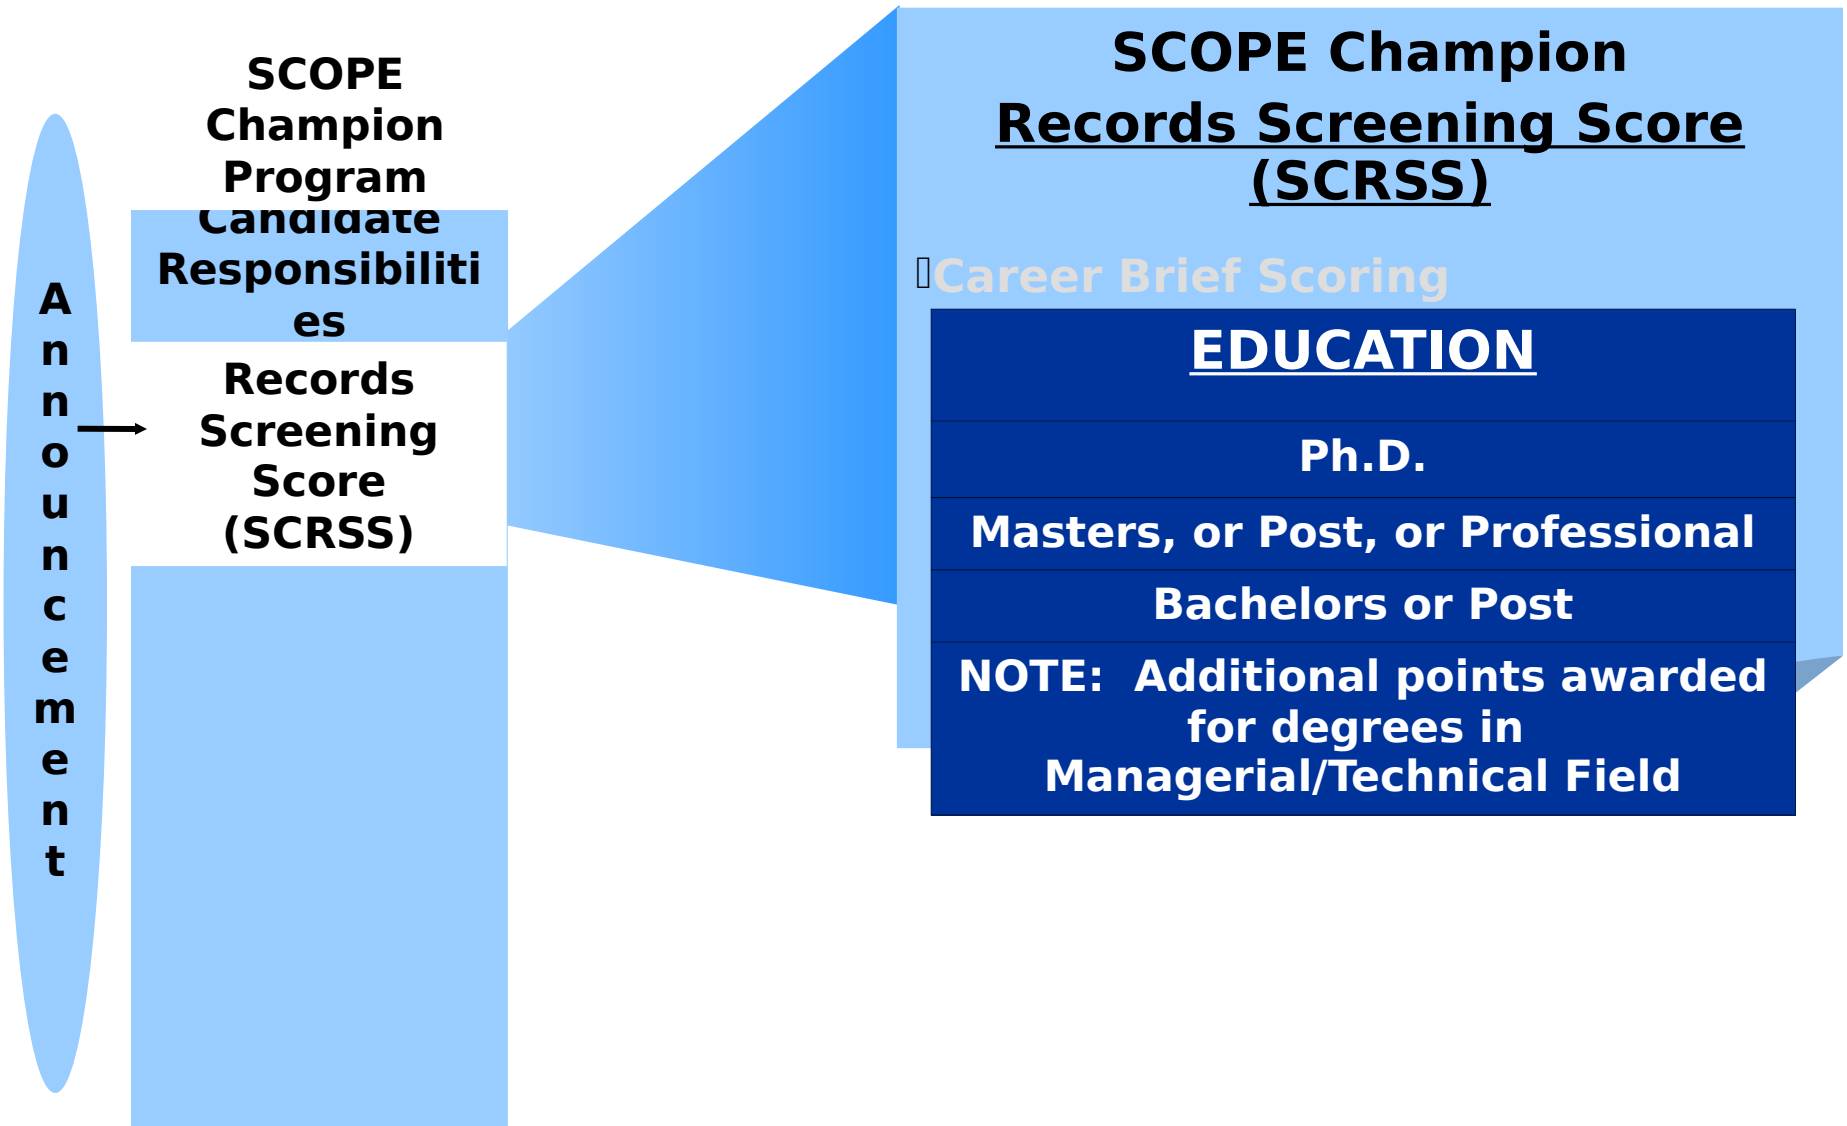 Announcement
SCOPE
Champion
Program
Candidate
Responsibiliti
es
Records
Screening
Score
(SCRSS)
SCOPE Champion
Records Screening Score
(SCRSS)
Career Brief Scoring
EDUCATION
Ph.D.
Masters, or Post, or Professional
Bachelors or Post
NOTE:  Additional points awarded
for degrees in
Managerial/Technical Field